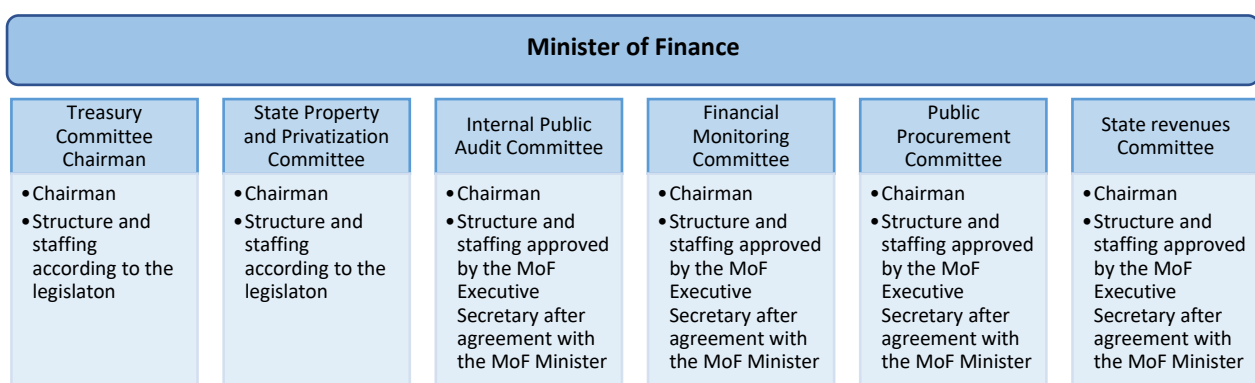 Minister of Finance
Treasury
Committee
Chairman
•Chairman
•Structure and
staffing
according to the
legislaton
State Property
and Privatization
Committee
•Chairman
•Structure and
staffing
according to the
legislaton
Internal Public
Audit Committee
•Chairman
•Structure and
staffing approved
by the MoF
Executive
Secretary after
agreement with
the MoF Minister
Financial
Monitoring
Committee
•Chairman
•Structure and
staffing approved
by the MoF
Executive
Secretary after
agreement with
the MoF Minister
Public
Procurement
Committee
•Chairman
•Structure and
staffing approved
by the MoF
Executive
Secretary after
agreement with
the MoF Minister
State revenues
Committee
•Chairman
•Structure and
staffing approved
by the MoF
Executive
Secretary after
agreement with
the MoF Minister